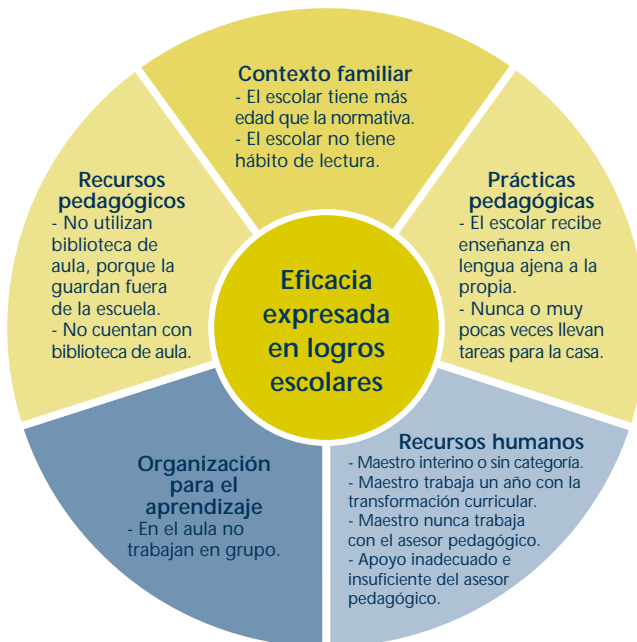 Contexto familiar
- El escolar tiene más
edad que la normativa.
- El escolar no tiene
hábito de lectura.
Recursos
pedagógicos
- No utilizan
biblioteca de
aula, porque la
guardan fuera
de la escuela.
- No cuentan con
biblioteca de aula.
Prácticas
pedagógicas
- El escolar recibe
enseñanza en
lengua ajena a la
propia.
- Nunca o muy
pocas veces llevan
tareas para la casa.
Eficacia
expresada
en logros
escolares
Organización
para el
aprendizaje
- En el aula no
trabajan en grupo.
Recursos humanos
- Maestro interino o sin categoría.
- Maestro trabaja un año con la
transformación curricular.
- Maestro nunca trabaja
con el asesor pedagógico.
- Apoyo inadecuado e
insuficiente del asesor
pedagógico.